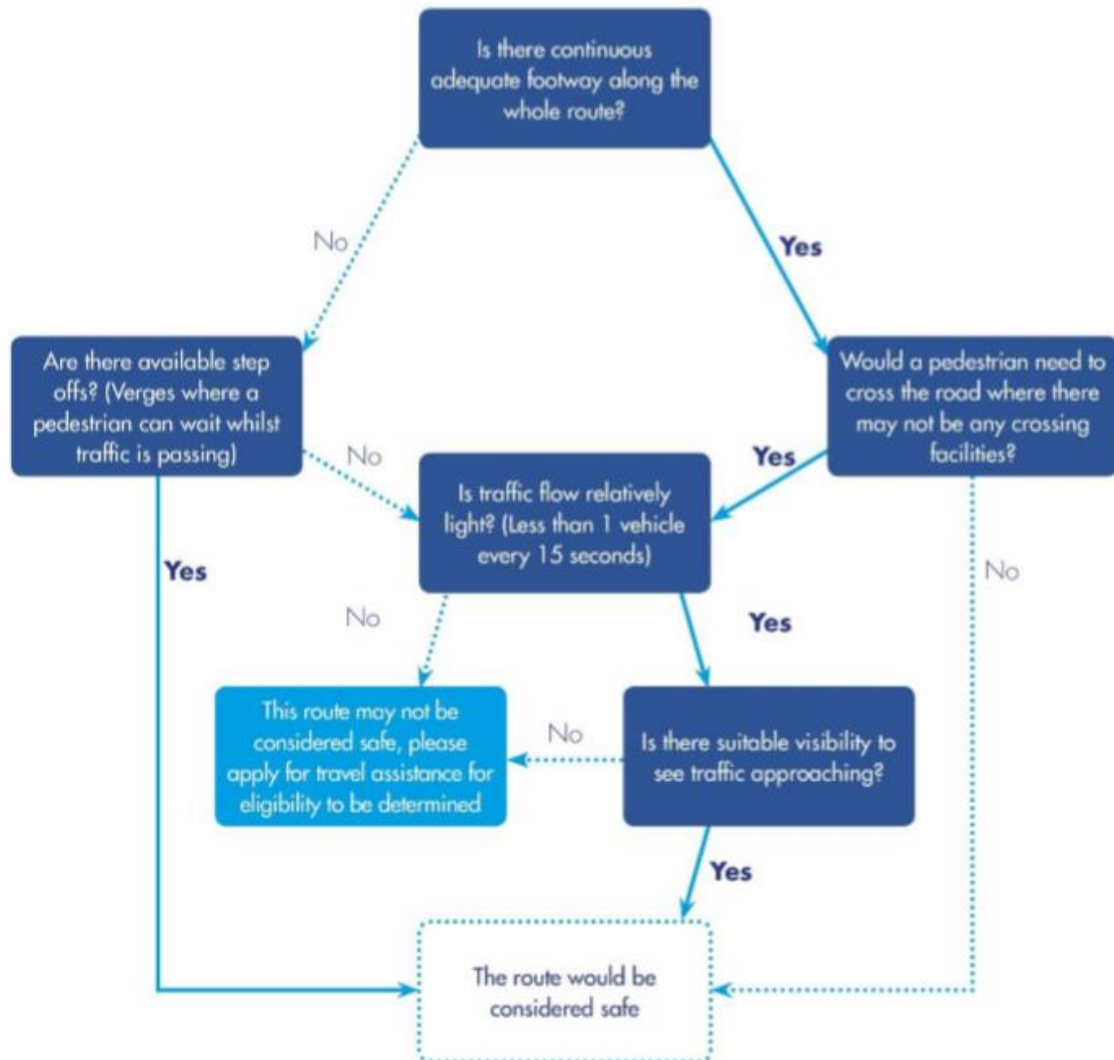 Is there continuous
adequate footway along the
whole route?
No
Yes
Are there available step
offs? (Verges where a
pedestrian can wait whilst
traffic is passing)
Would a pedestrian need to
cross the road where there
may not be any crossing
facilities?
No
Yes
Is traffic flow relatively
light? (Less than 1 vehicle
every 15 seconds)
Yes
No
No
Yes
This route may not be
considered safe, please
apply for travel assistance for
eligibility to be determined
No
Is there suitable visibility to
see traffic approaching?
Yes
The route would be
considered safe